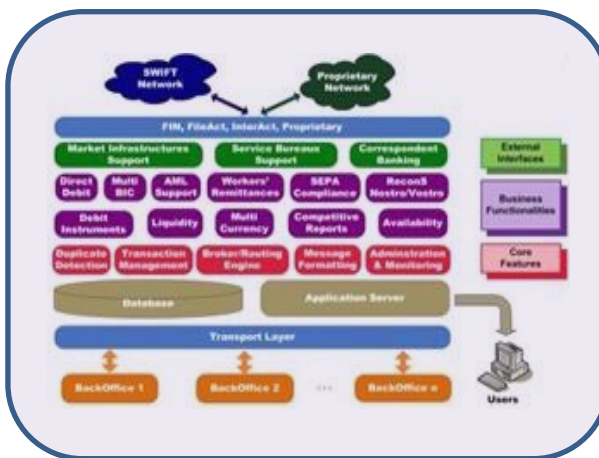 SWIFT
Network
Proprietary
Network
FIN, FileAct, InterAct, Proprietary
Market Infrastructures
Support
Service Bureaux
Support
Correspondent
Banking
External
Interfaces
Direct
Debit
Multi
BIC
AML
Support
Workers'
Remittances
SEPA
Compliance
ReconS
Nostro/Vostro
Business
Functionalities
Debit
Instruments
Liquidity
Multi
Currency
Competitive
Reports
Availability
Duplicate
Detection
Transaction
Management
Broker/Routing
Engine
Message
Formatting
Adminstration
& Monitoring
Core
Features
Database
Application Server
Transport Layer
BackOffice 1
BackOffice 2
...
BackOffice n
Users